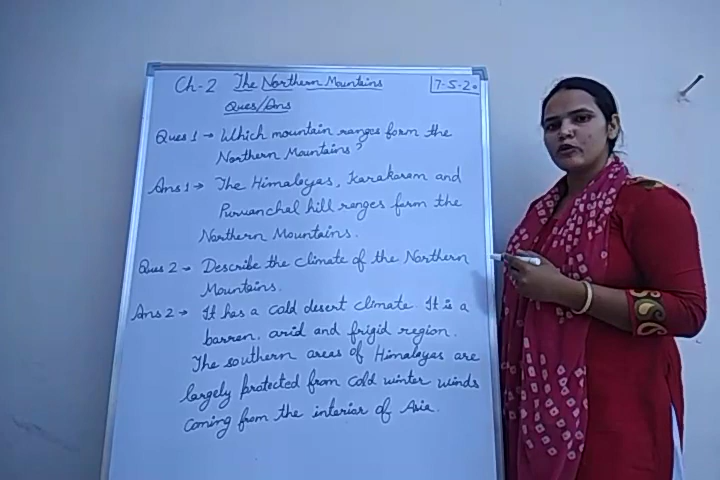 Ch-2 The Northern Mountains 7-5-20
Ques/Ans
Ques 1 → Which mountain ranges form the
Northern Mountains?
Ans 1 → The Himalayas, Karakaram and
Purvanchal hill ranges form the
Northern Mountains.
Ques 2 → Describe the climate of the Northern
Mountains.
Ans 2 → It has a cold desert climate. It is a
barren, arid and frigid region.
The southern areas of Himalayas are
largely protected from cold winter winds
coming from the interior of Asia.